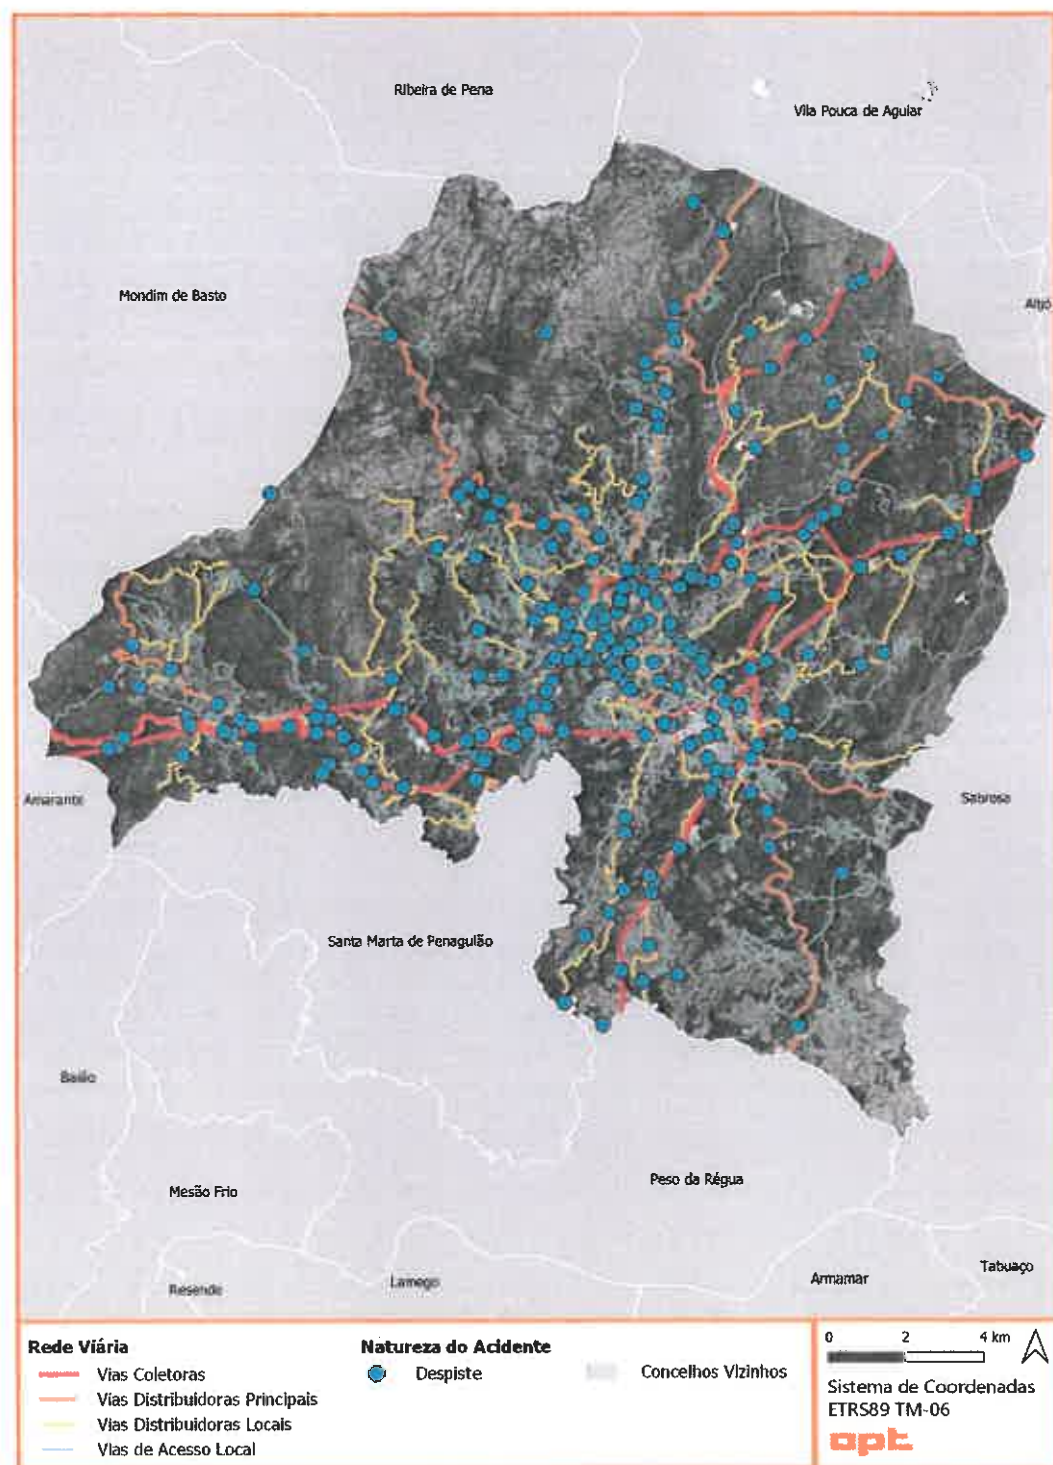 Ribeira de Pena
Vila Pouca de Aguiar
Mondim de Basto
Alijó
Amarante
Sabrosa
Santa Marta de Penaguião
Baião
Mesão Frio
Peso da Régua
Tabuaço
Armamar
Lamego
Resende
Rede Viária
Vias Coletoras
Vias Distribuidoras Principais
Vias Distribuidoras Locais
Vias de Acesso Local
Natureza do Acidente
Despiste
Concelhos Vizinhos
0 2 4 km
Sistema de Coordenadas
ETRS89 TM-06
opt